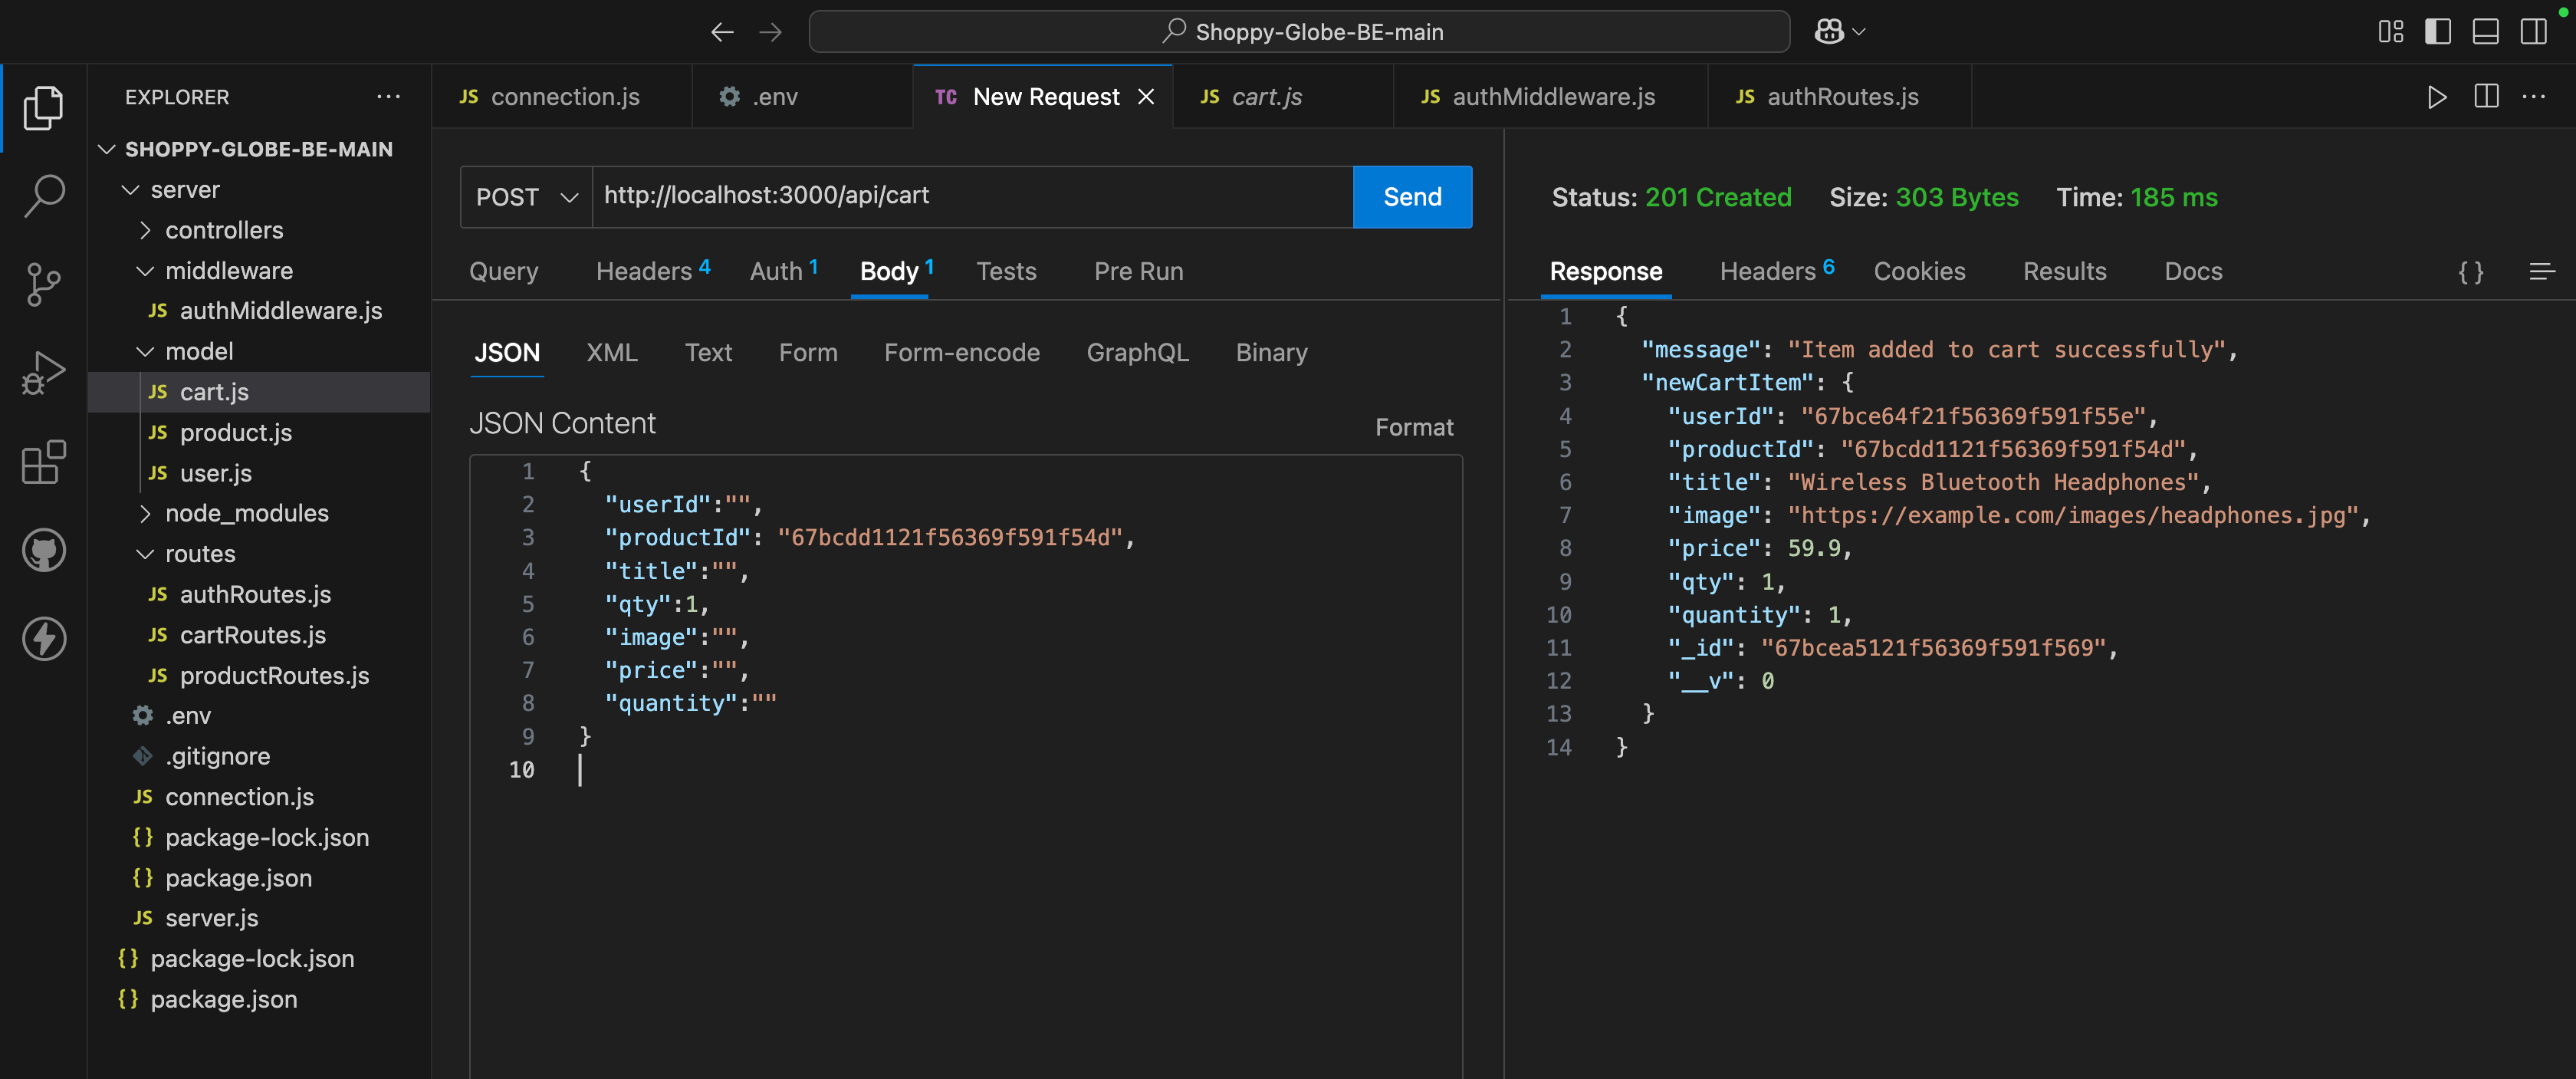 Shoppy-Globe-BE-main
EXPLORER
JS connection.js
.env
TC New Request
JS cart.js
JS authMiddleware.js
JS authRoutes.js
SHOPPY-GLOBE-BE-MAIN
server
controllers
middleware
JS authMiddleware.js
model
JS cart.js
JS product.js
JS user.js
node_modules
routes
JS authRoutes.js
JS cartRoutes.js
JS productRoutes.js
.env
.gitignore
JS connection.js
{} package-lock.json
{} package.json
JS server.js
{} package-lock.json
{} package.json
POST http://localhost:3000/api/cart Send
Query Headers 4 Auth 1 Body 1 Tests Pre Run
JSON XML Text Form Form-encode GraphQL Binary
JSON Content Format
1 {
2 "userId":"",
3 "productId": "67bcdd1121f56369f591f54d",
4 "title":"",
5 "qty":1,
6 "image":"",
7 "price":"",
8 "quantity":""
9 }
10
Status: 201 Created Size: 303 Bytes Time: 185 ms
Response Headers 6 Cookies Results Docs {}
1 {
2 "message": "Item added to cart successfully",
3 "newCartItem": {
4 "userId": "67bce64f21f56369f591f55e",
5 "productId": "67bcdd1121f56369f591f54d",
6 "title": "Wireless Bluetooth Headphones",
7 "image": "https://example.com/images/headphones.jpg",
8 "price": 59.9,
9 "qty": 1,
10 "quantity": 1,
11 "_id": "67bcea5121f56369f591f569",
12 "__v": 0
13 }
14 }